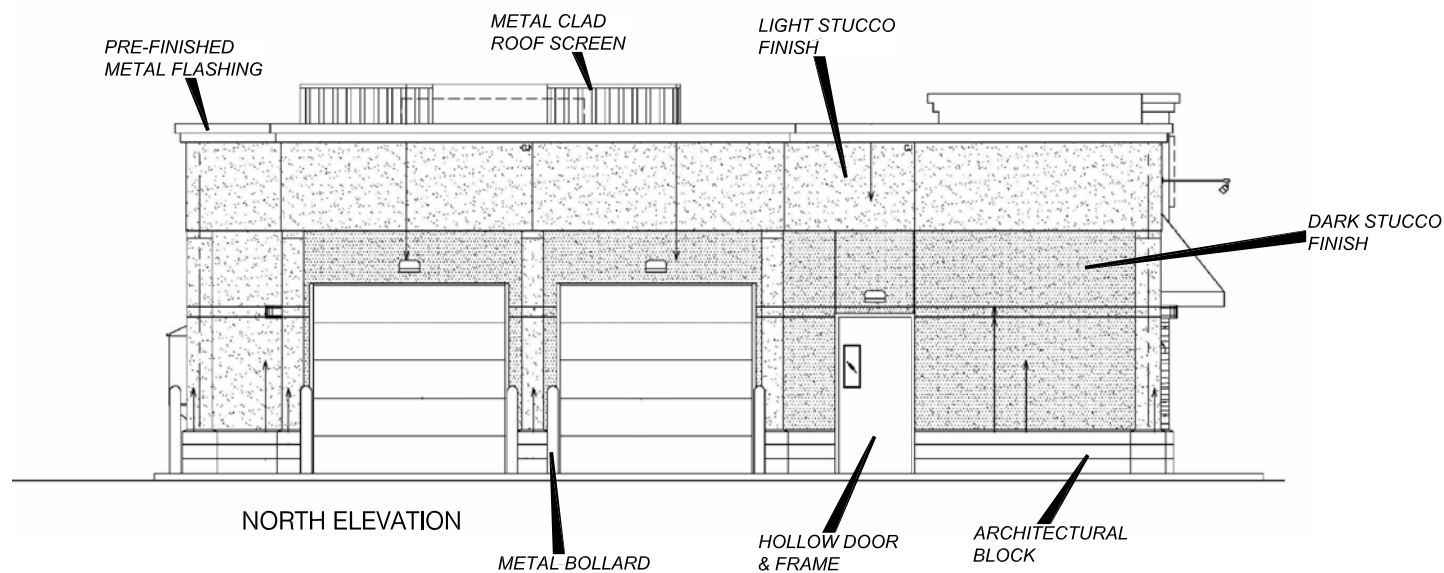 METAL CLAD
ROOF SCREEN
LIGHT STUCCO
FINISH
PRE-FINISHED
METAL FLASHING
DARK STUCCO
FINISH
NORTH ELEVATION
METAL BOLLARD
HOLLOW DOOR
& FRAME
ARCHITECTURAL
BLOCK